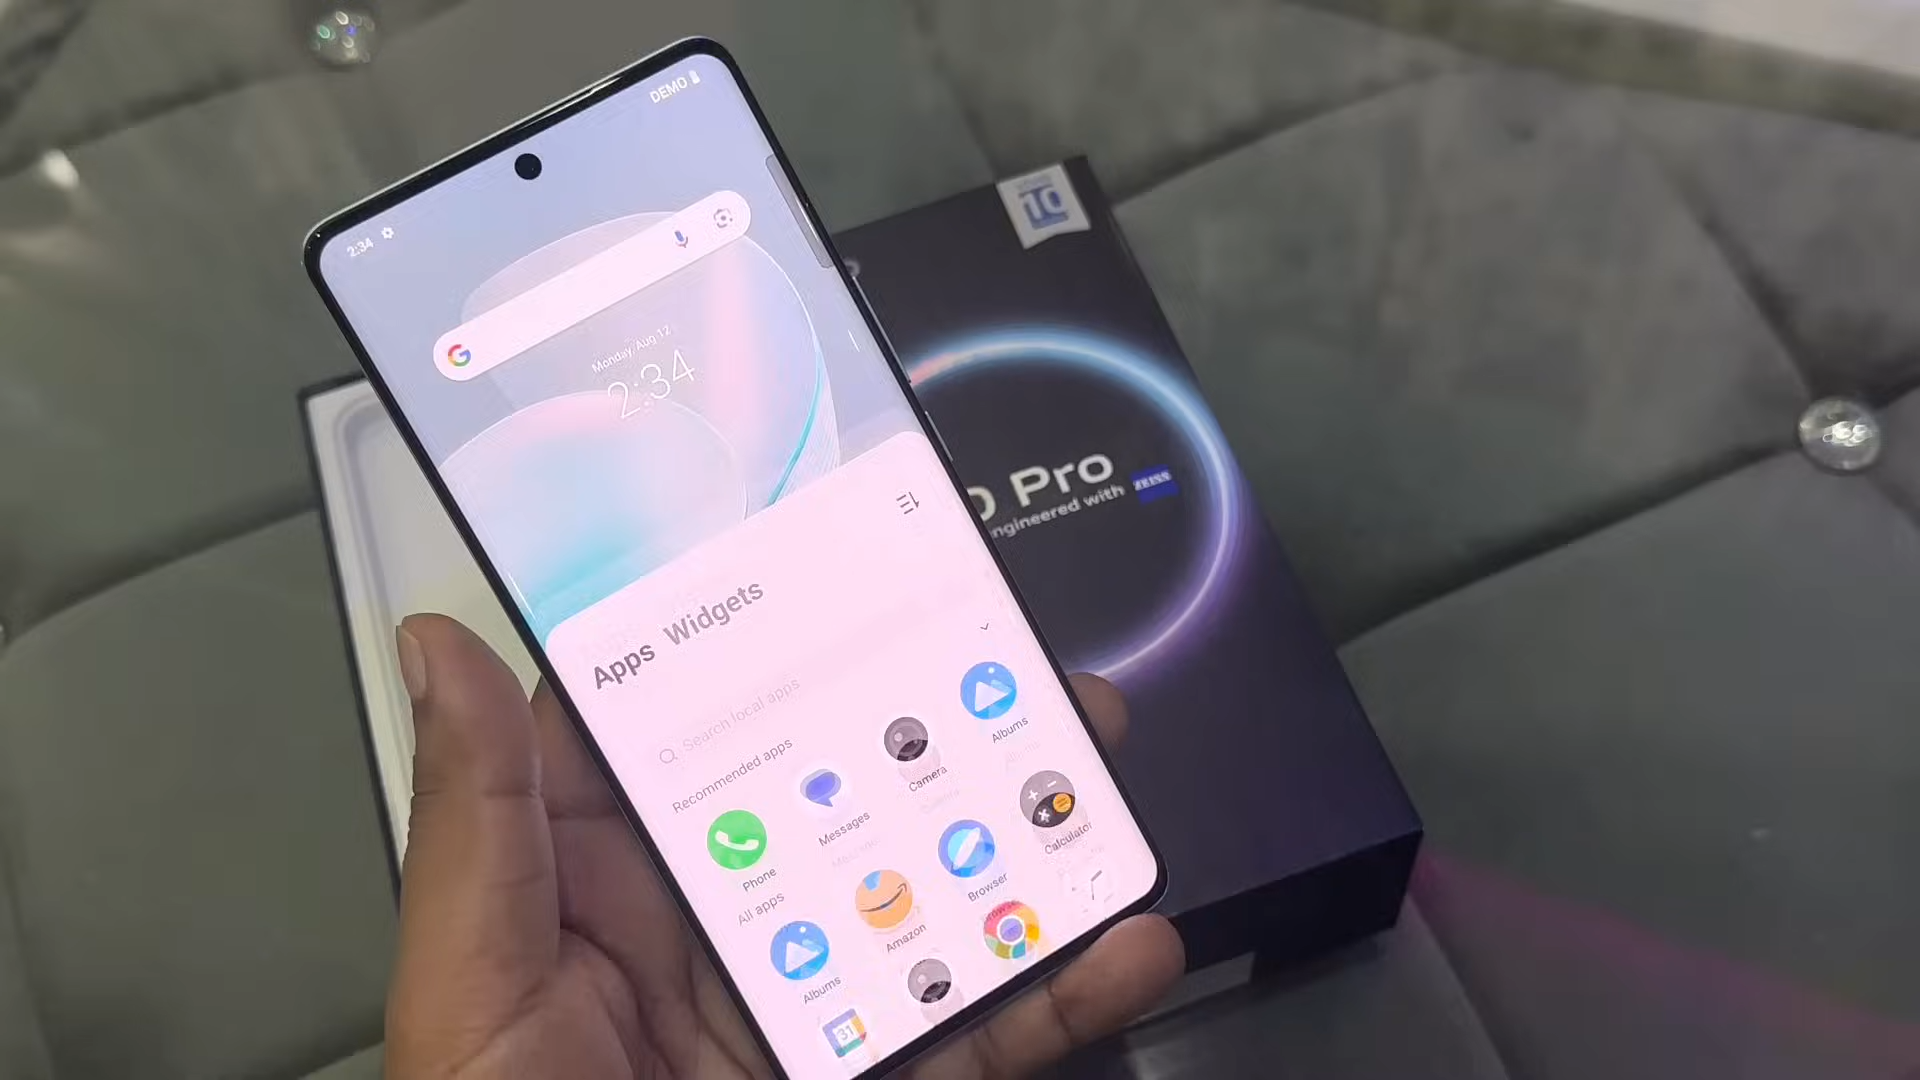 DEMO
2:34
Monday, Aug 12
2:34
Apps Widgets
Search local apps
Recommended apps
Phone
Messages
Camera
Albums
All apps
Albums
Amazon
Browser
Calculator
31
10
Pro
ngineered with ZEISS